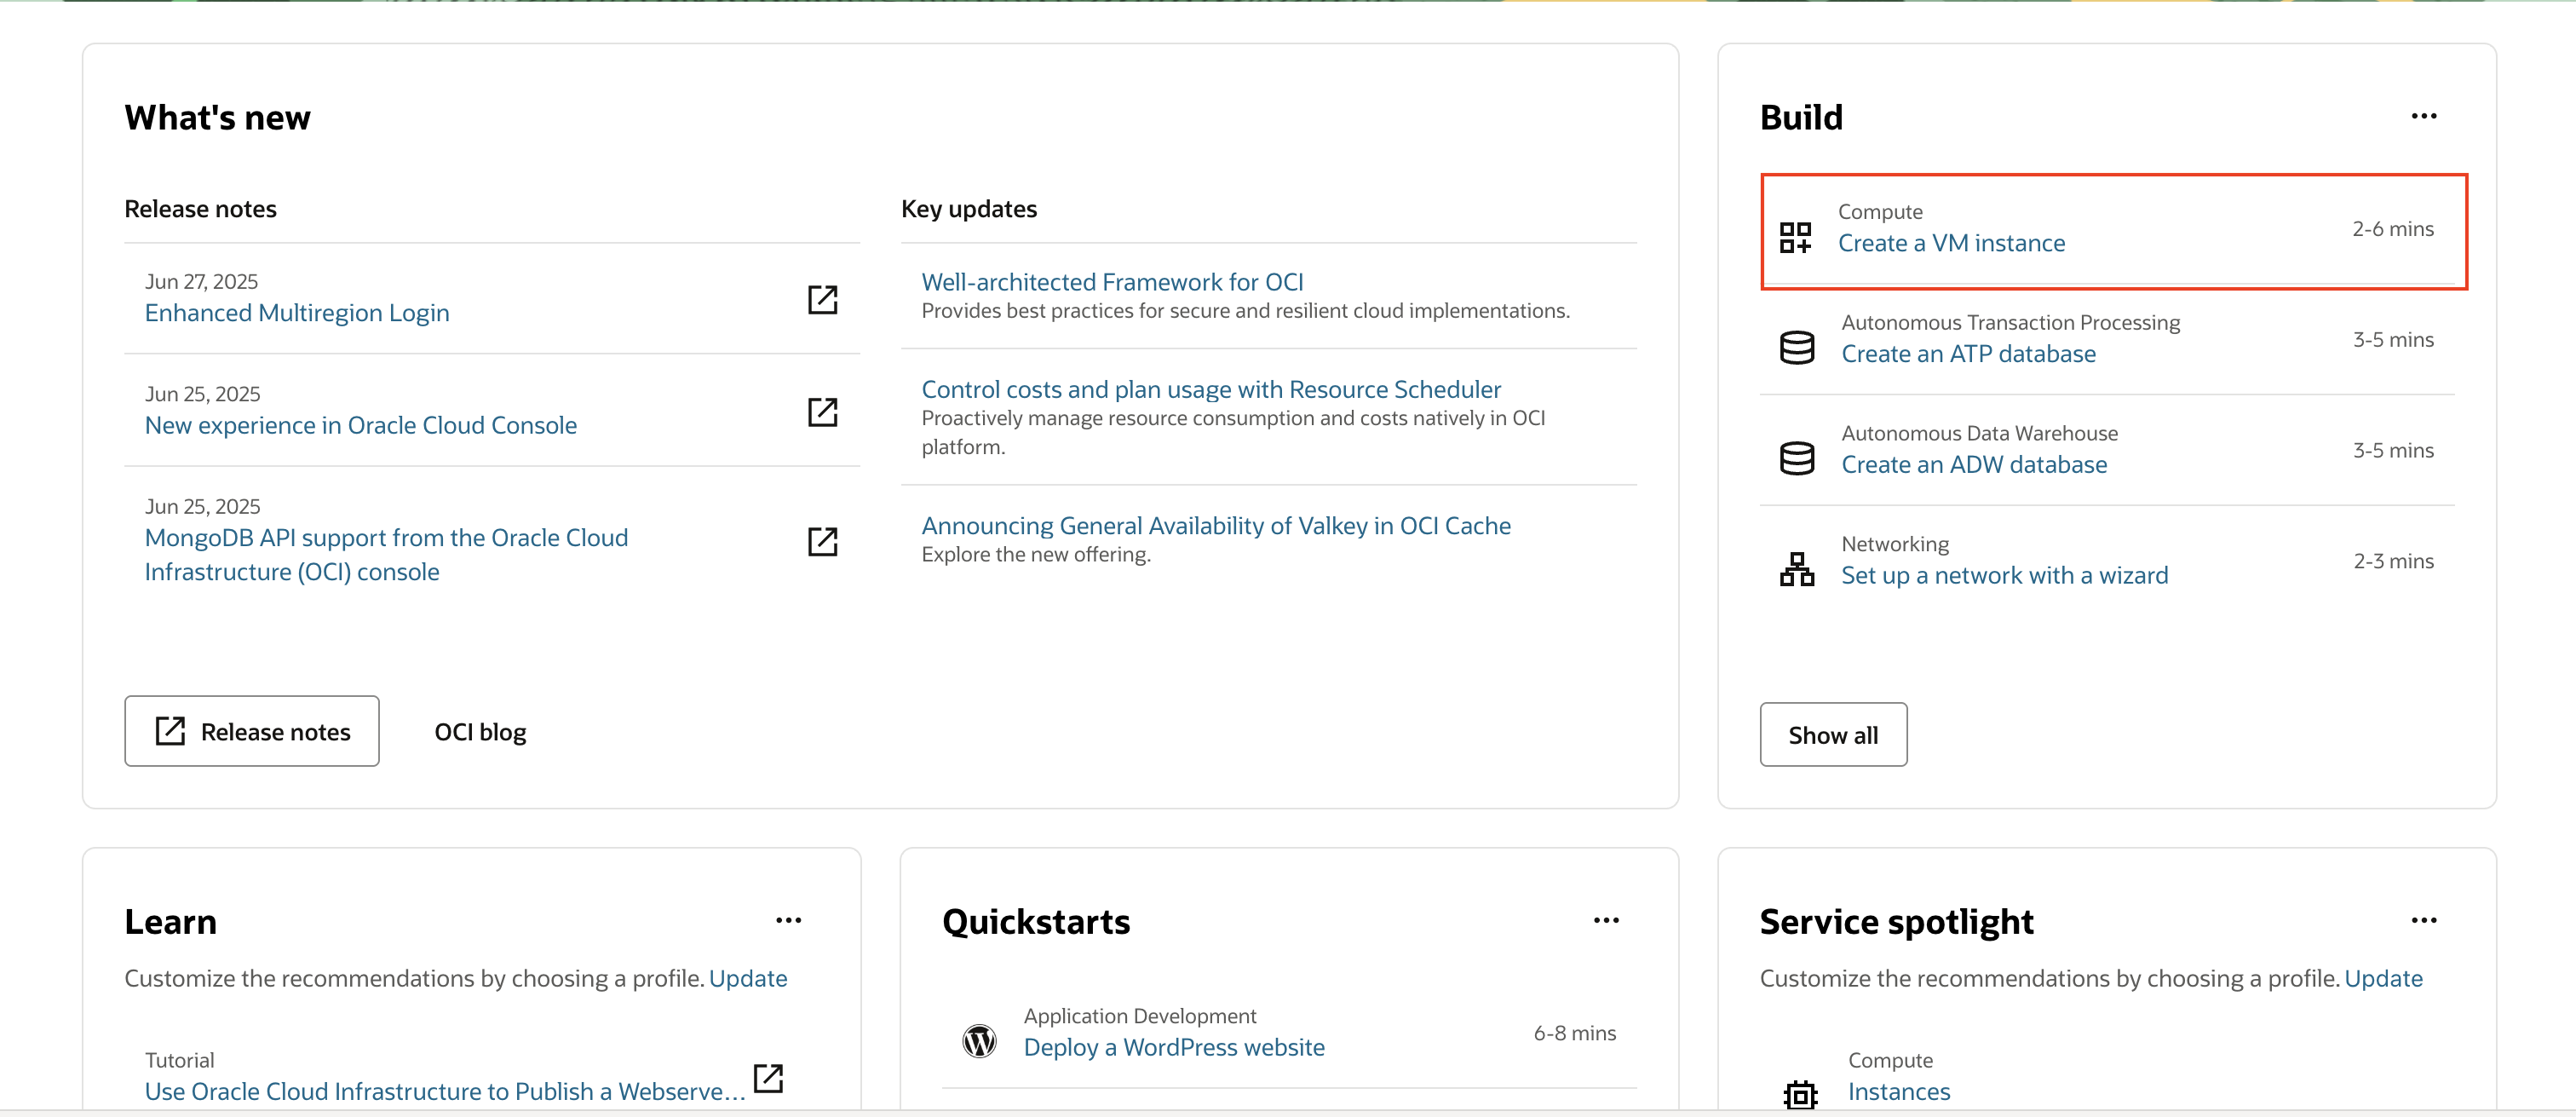 What's new
Release notes
Jun 27, 2025
Enhanced Multiregion Login
Jun 25, 2025
New experience in Oracle Cloud Console
Jun 25, 2025
MongoDB API support from the Oracle Cloud
Infrastructure (OCI) console
Key updates
Well-architected Framework for OCI
Provides best practices for secure and resilient cloud implementations.
Control costs and plan usage with Resource Scheduler
Proactively manage resource consumption and costs natively in OCI
platform.
Announcing General Availability of Valkey in OCI Cache
Explore the new offering.
Release notes
OCI blog
Build
Compute
Create a VM instance
2-6 mins
Autonomous Transaction Processing
Create an ATP database
3-5 mins
Autonomous Data Warehouse
Create an ADW database
3-5 mins
Networking
Set up a network with a wizard
2-3 mins
Show all
Learn
Customize the recommendations by choosing a profile. Update
Tutorial
Use Oracle Cloud Infrastructure to Publish a Webserve...
Quickstarts
Application Development
Deploy a WordPress website
6-8 mins
Service spotlight
Customize the recommendations by choosing a profile. Update
Compute
Instances